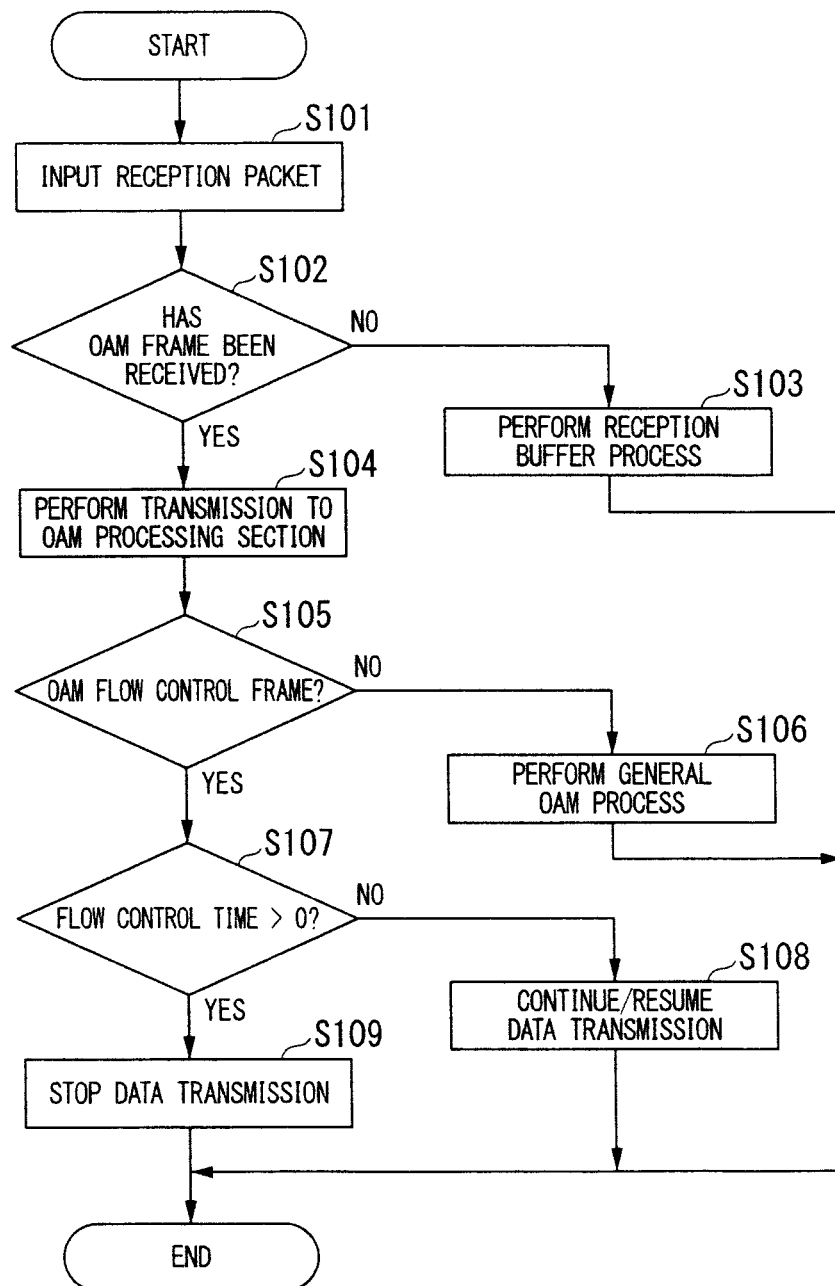 START
S101
INPUT RECEPTION PACKET
S102
HAS
OAM FRAME BEEN
RECEIVED?
NO
YES
S103
PERFORM RECEPTION
BUFFER PROCESS
S104
PERFORM TRANSMISSION TO
OAM PROCESSING SECTION
S105
OAM FLOW CONTROL FRAME?
NO
YES
S106
PERFORM GENERAL
OAM PROCESS
S107
FLOW CONTROL TIME > 0?
NO
YES
S108
CONTINUE/RESUME
DATA TRANSMISSION
S109
STOP DATA TRANSMISSION
END